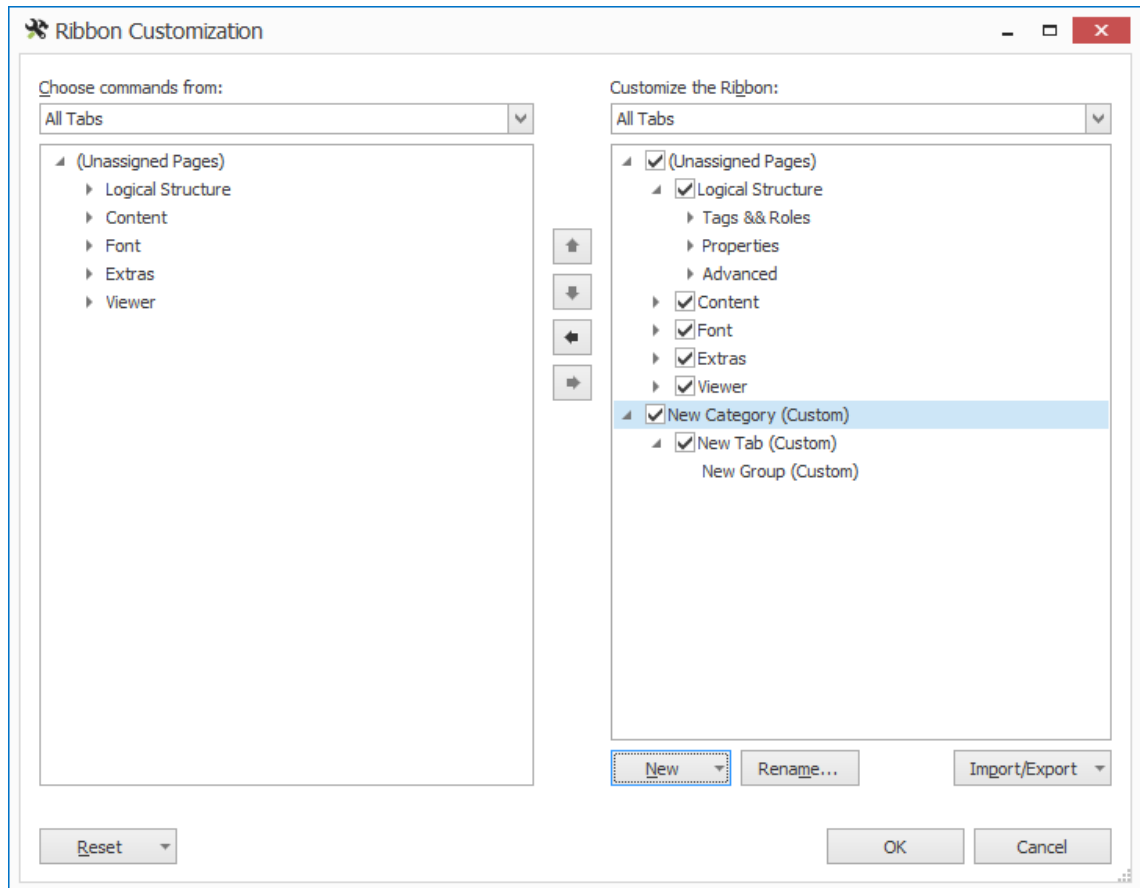 Ribbon Customization
Choose commands from:
All Tabs
(Unassigned Pages)
Logical Structure
Content
Font
Extras
Viewer
Customize the Ribbon:
All Tabs
(Unassigned Pages)
Logical Structure
Tags && Roles
Properties
Advanced
Content
Font
Extras
Viewer
New Category (Custom)
New Tab (Custom)
New Group (Custom)
New
Rename...
Import/Export
Reset
OK
Cancel